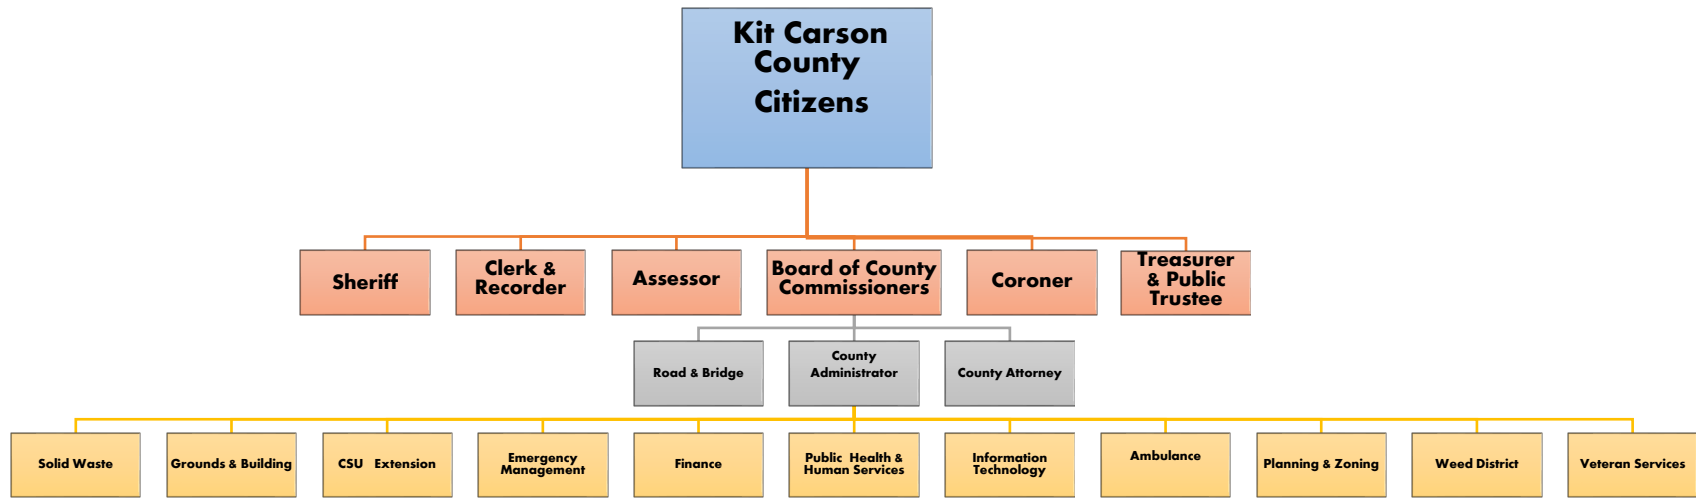 Kit Carson
County
Citizens
Sheriff
Clerk &
Recorder
Assessor
Board of County
Commissioners
Coroner
Treasurer
& Public
Trustee
Road & Bridge
County
Administrator
County Attorney
Solid Waste
Grounds & Building
CSU Extension
Emergency
Management
Finance
Public Health &
Human Services
Information
Technology
Ambulance
Planning & Zoning
Weed District
Veteran Services